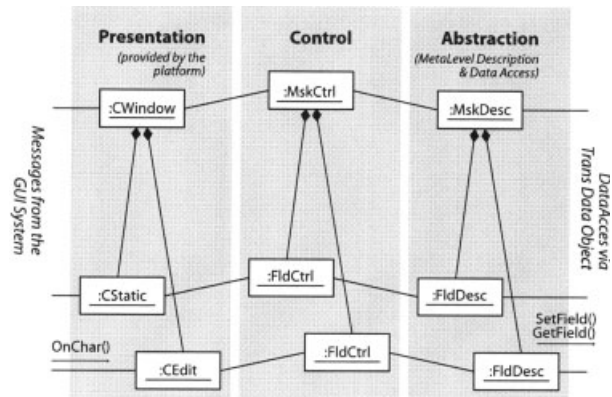 Presentation
(provided by the
platform)
Control
Abstraction
(MetaLevel Description
& Data Access)
:CWindow
:MskCtrl
:MskDesc
Messages from the
GUI System
DataAcces via
Trans Data Object
:CStatic
:FldCtrl
:FldDesc
SetField()
GetField()
OnChar()
:CEdit
:FldCtrl
:FldDesc